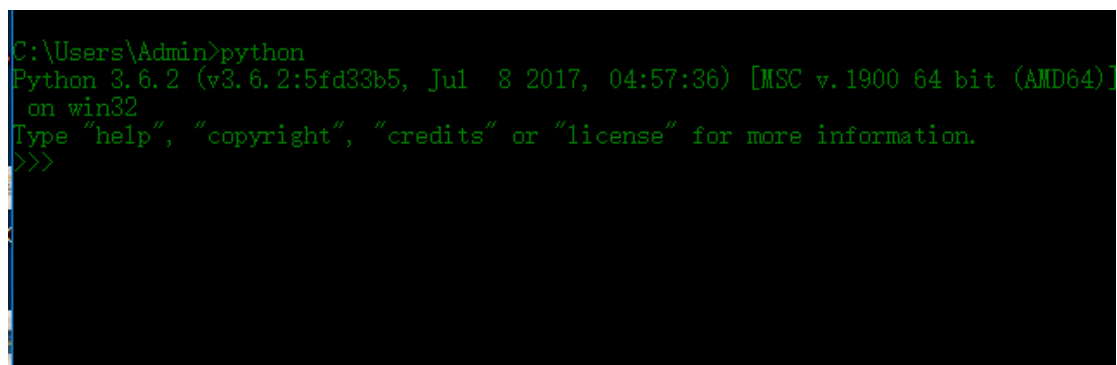 C:\Users\Admin>python
Python 3.6.2 (v3.6.2:5fd33b5, Jul  8 2017, 04:57:36) [MSC v.1900 64 bit (AMD64)]
 on win32
Type "help", "copyright", "credits" or "license" for more information.
>>>